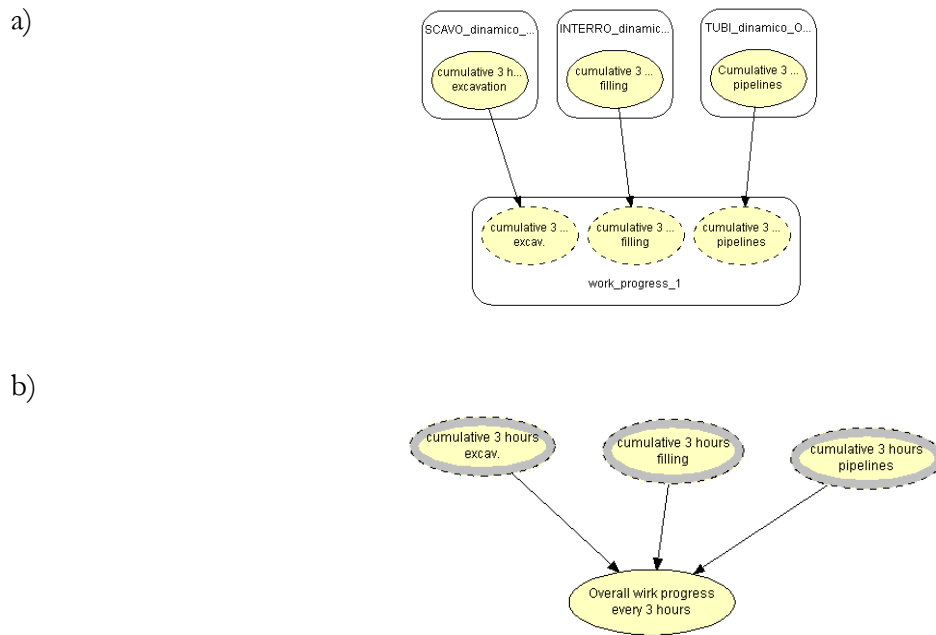 a)
SCAVO_dinamico_...
INTERRO_dinamic...
TUBI_dinamico_O...
cumulative 3 h...
excavation
cumulative 3 ...
filling
Cumulative 3 ...
pipelines
cumulative 3 ...
excav.
cumulative 3 ...
filling
cumulative 3 ...
pipelines
work_progress_1
b)
cumulative 3 hours
excav.
cumulative 3 hours
filling
cumulative 3 hours
pipelines
Overall wirk progress
every 3 hours